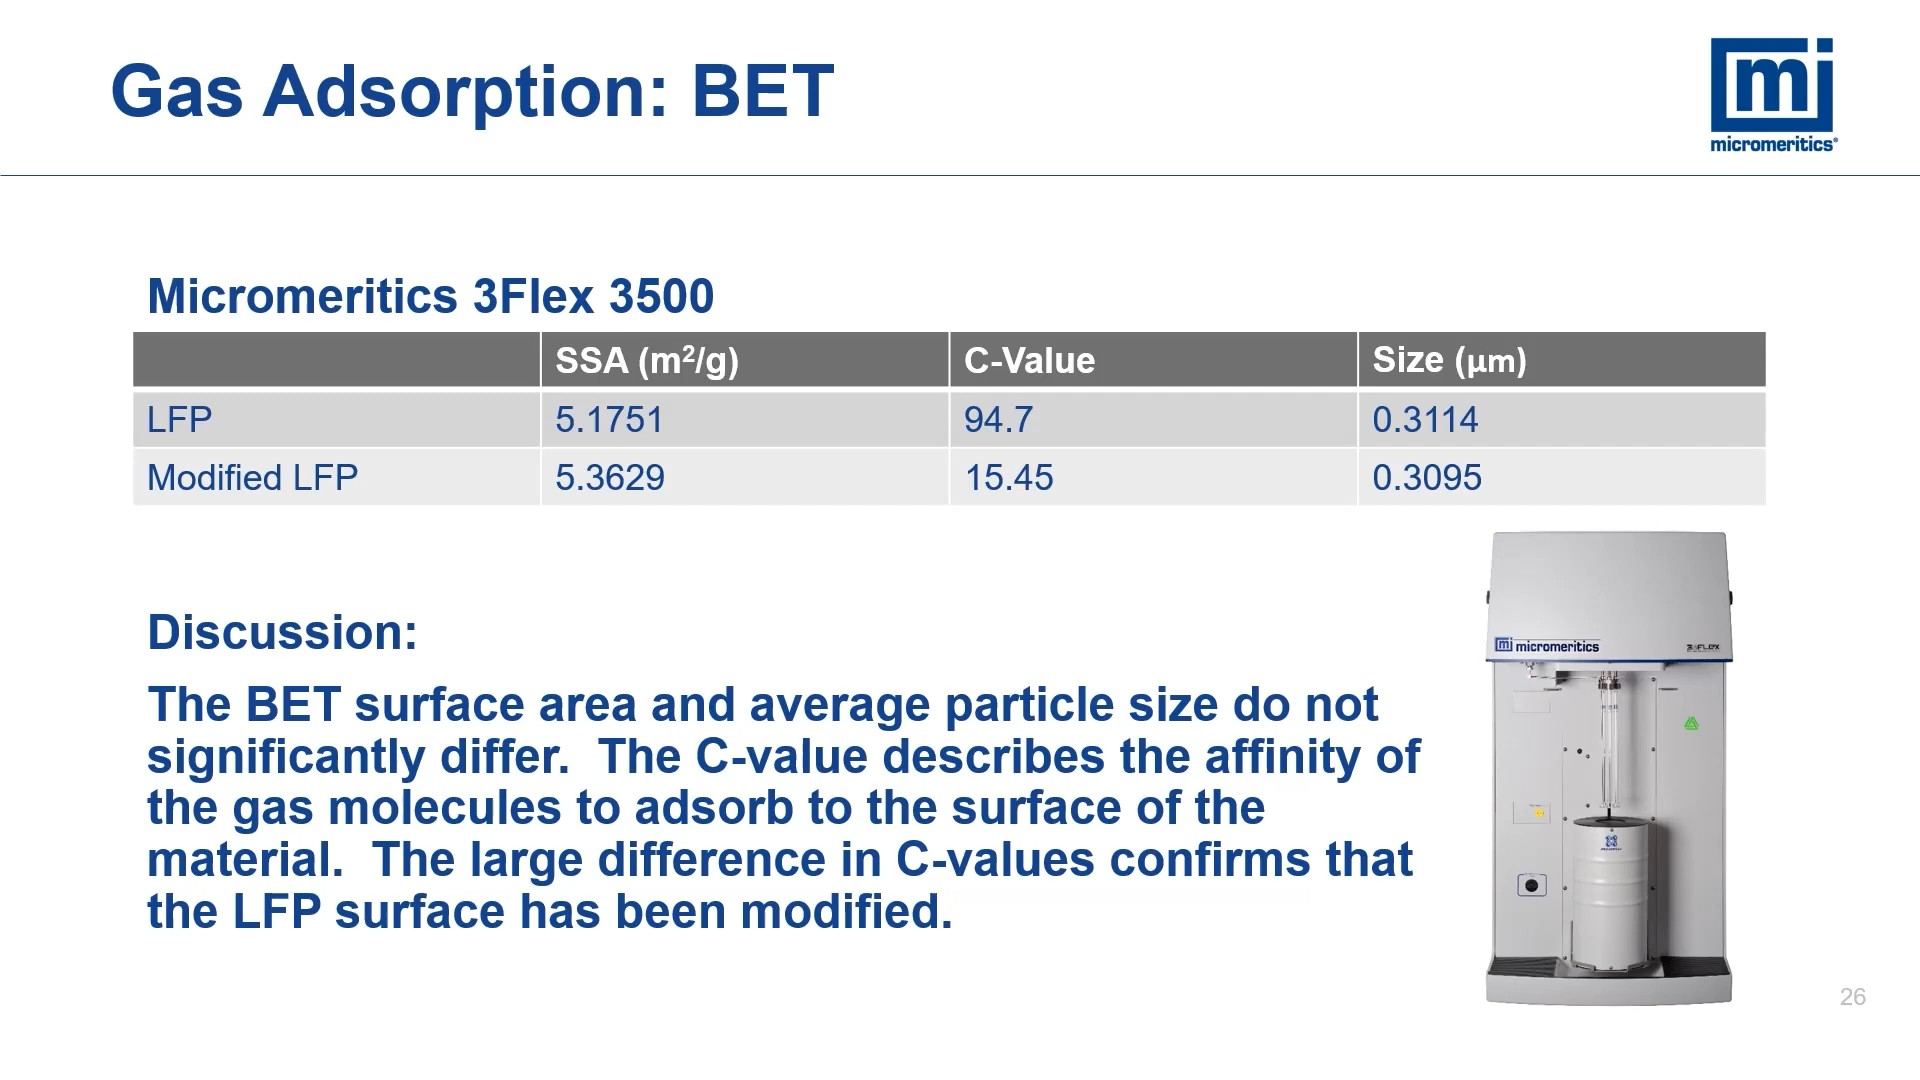 Gas Adsorption: BET
mi
micromeritics®
Micromeritics 3Flex 3500
SSA (m²/g) C-Value Size (µm)
LFP 5.1751 94.7 0.3114
Modified LFP 5.3629 15.45 0.3095
Discussion:
The BET surface area and average particle size do not
significantly differ. The C-value describes the affinity of
the gas molecules to adsorb to the surface of the
material. The large difference in C-values confirms that
the LFP surface has been modified.
mi micromeritics 3FLEX
26